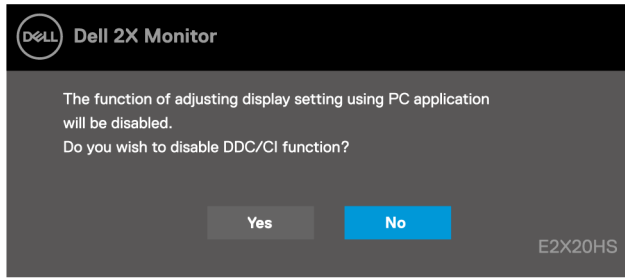 DELL Dell 2X Monitor
The function of adjusting display setting using PC application
will be disabled.
Do you wish to disable DDC/CI function?
Yes No
E2X20HS